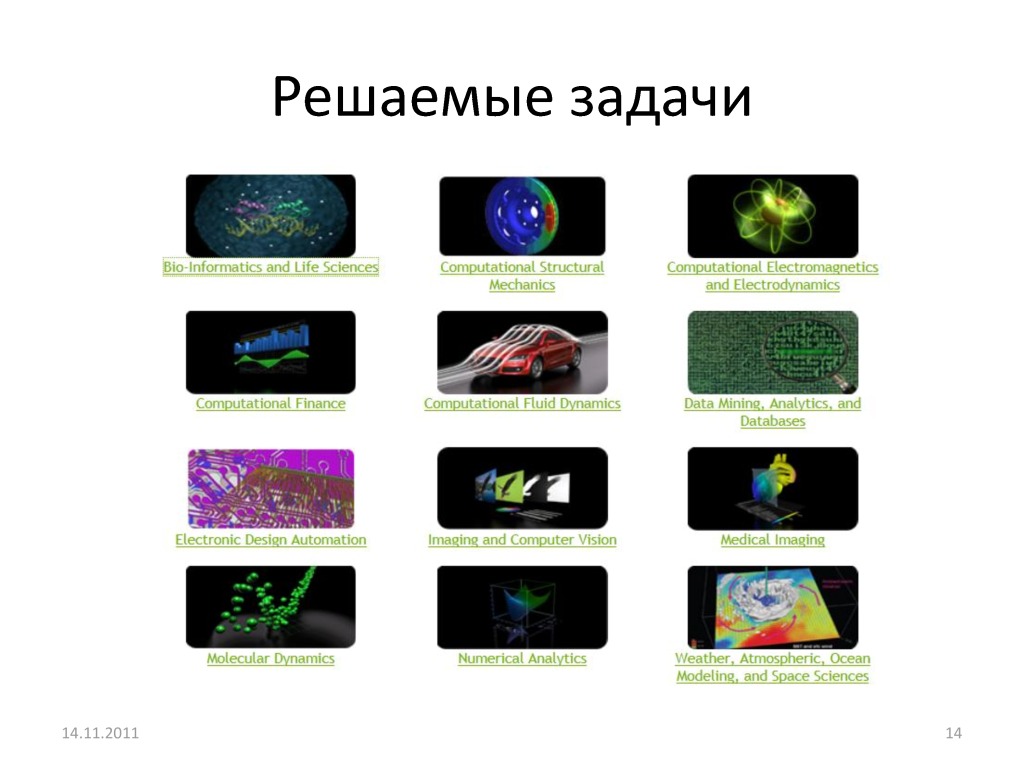 Решаемые задачи
Bio-Informatics and Life Sciences
Computational Structural
Mechanics
Computational Electromagnetics
and Electrodynamics
Computational Finance
Computational Fluid Dynamics
Data Mining, Analytics, and
Databases
Electronic Design Automation
Imaging and Computer Vision
Medical Imaging
Molecular Dynamics
Numerical Analytics
Weather, Atmospheric, Ocean
Modeling, and Space Sciences
14.11.2011
14